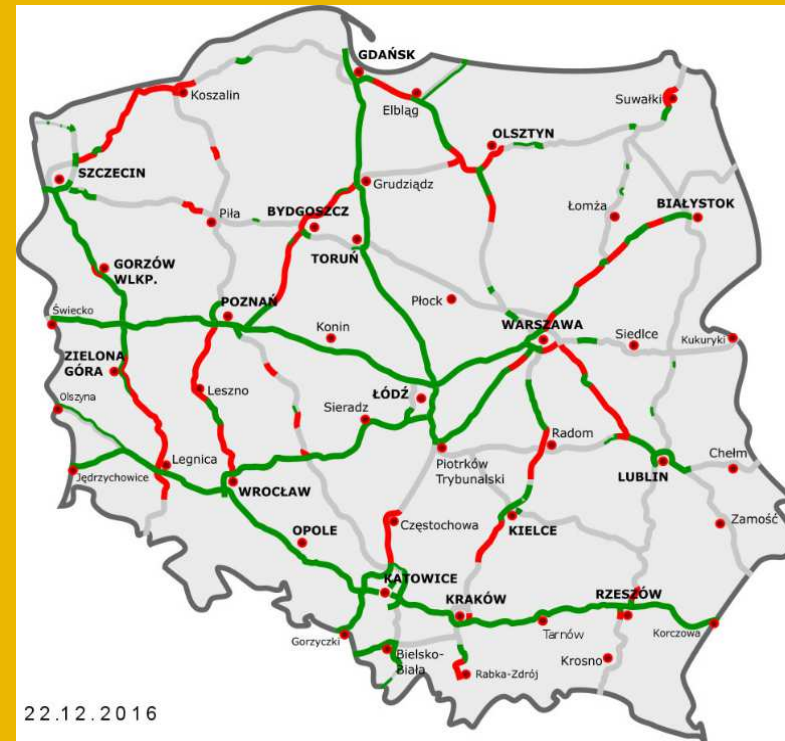 GDAŃSK
Koszalin
Elbląg
Suwałki
OLSZTYN
SZCZECIN
Grudziądz
Piła
BYDGOSZCZ
Łomża
BIAŁYSTOK
TORUŃ
GORZÓW
WLKP.
POZNAŃ
Płock
Świecko
Konin
WARSZAWA
Siedlce
Kukuryki
ZIELONA
GÓRA
Leszno
ŁÓDŹ
Olszyna
Sieradz
Radom
Piotrków
Trybunalski
Chełm
Legnica
Jędrzychowice
WROCŁAW
LUBLIN
Częstochowa
KIELCE
Zamość
OPOLE
KATOWICE
KRAKÓW
RZESZÓW
Gorzyczki
Tarnów
Korczowa
Bielsko-
Biała
Rabka-Zdrój
Krosno
22.12.2016